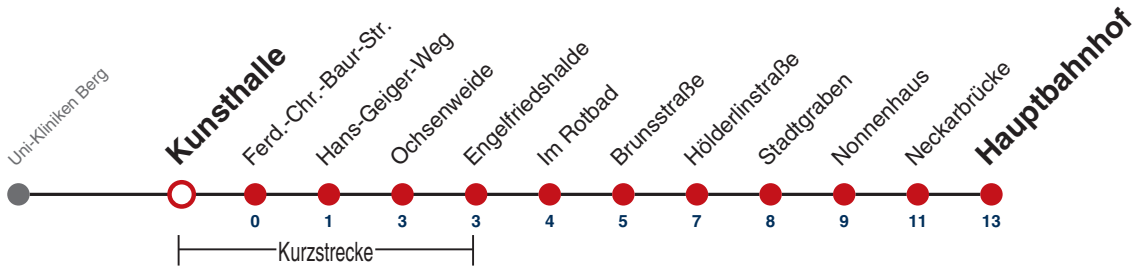 Uni-Kliniken Berg
Kunsthalle
Ferd.-Chr.-Baur-Str.
Hans-Geiger-Weg
Ochsenweide
Engelfriedshalde
Im Rotbad
Brunsstraße
Hölderlinstraße
Stadtgraben
Nonnenhaus
Neckarbrücke
Hauptbahnhof
0 1 3 3 4 5 7 8 9 11 13
Kurzstrecke